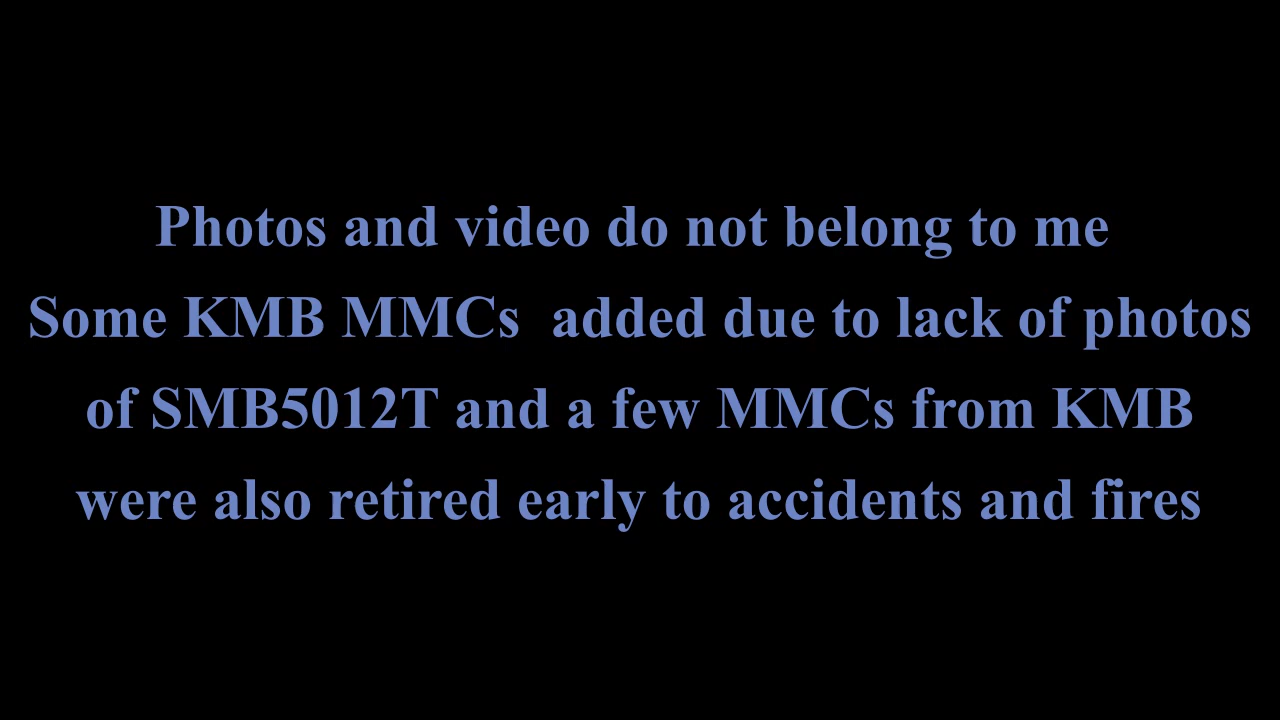 Photos and video do not belong to me
Some KMB MMCs  added due to lack of photos
of SMB5012T and a few MMCs from KMB
were also retired early to accidents and fires